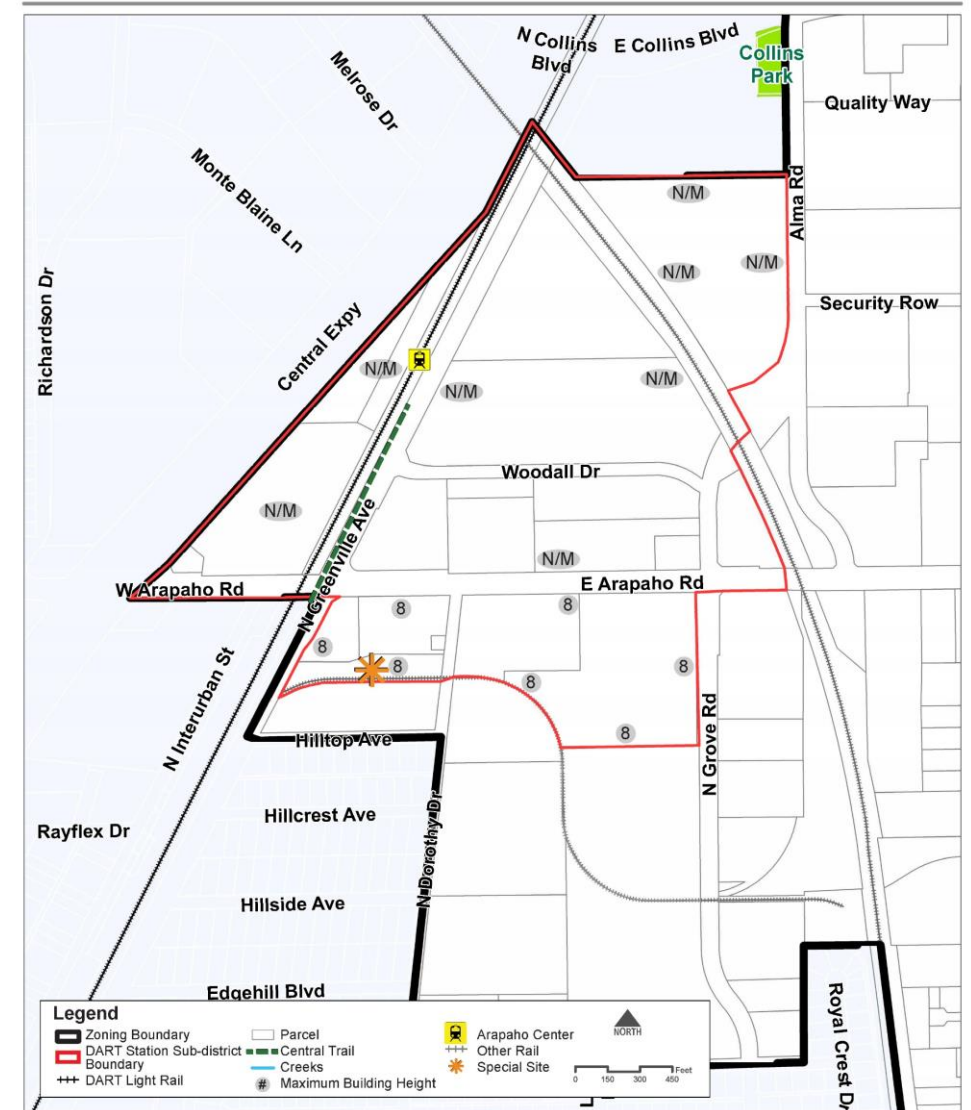 N Collins
Blvd
E Collins Blvd
Collins
Park
Melrose Dr
Quality Way
Monte Blaine Ln
Alma Rd
N/M
N/M
N/M
Richardson Dr
Security Row
Central Expy
N/M
N/M
N/M
Woodall Dr
N/M
N Greenville Ave
N/M
W Arapaho Rd
E Arapaho Rd
8
8
8
8
8
8
8
N Interurban St
N Grove Rd
Hilltop Ave
Hillcrest Ave
Rayflex Dr
N Dorothy Dr
Hillside Ave
Edgehill Blvd
Royal Crest Dr
Legend
Zoning Boundary
DART Station Sub-district
Boundary
DART Light Rail
Parcel
Central Trail
Creeks
# Maximum Building Height
Arapaho Center
Other Rail
Special Site
NORTH
0 150 300 450 Feet